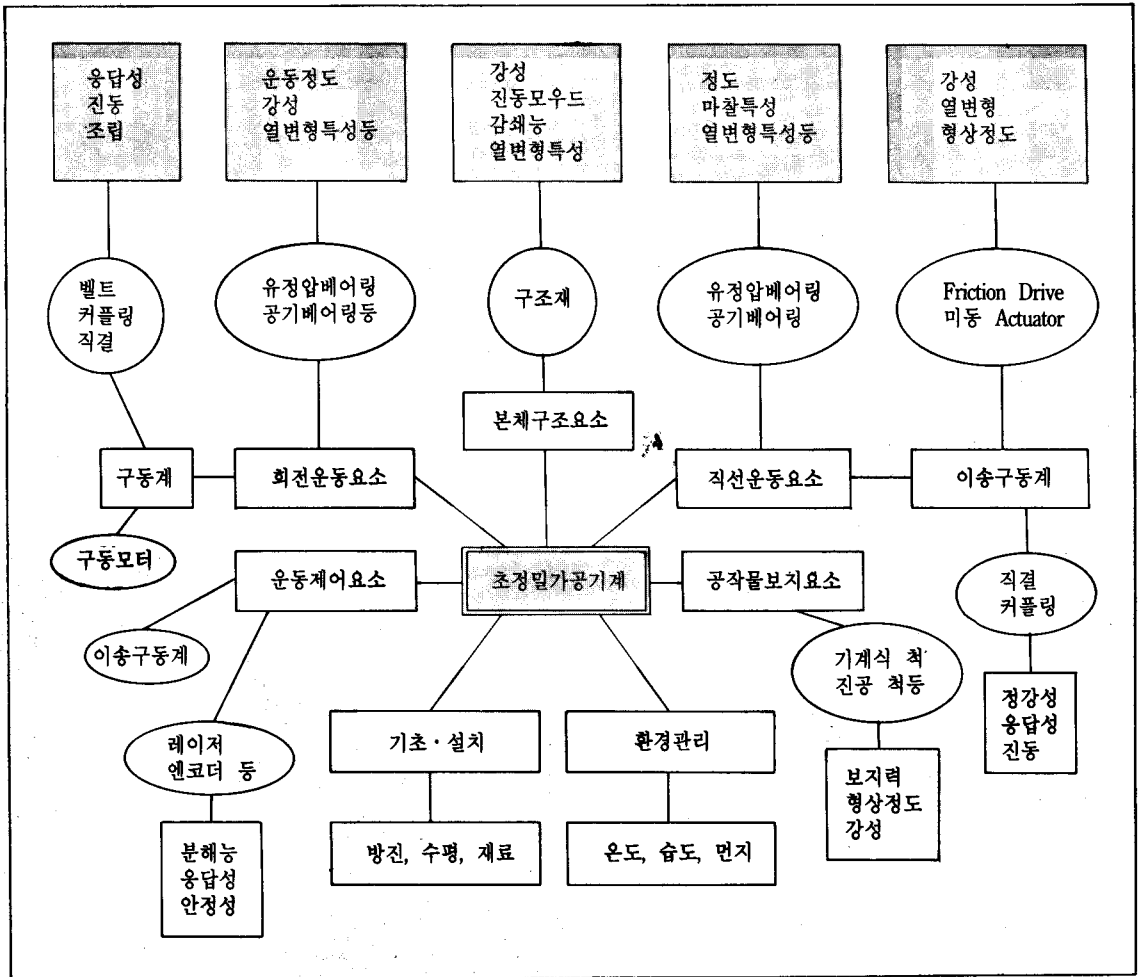 응답성
진동
조립
운동정도
강성
열변형특성등
강성
진동모우드
감쇄능
열변형특성
정도
마찰특성
열변형특성등
강성
열변형
형상정도
벨트
커플링
직결
유정압베어링
공기베어링등
구조재
유정압베어링
공기베어링
Friction Drive
미동 Actuator
본체구조요소
구동계
회전운동요소
직선운동요소
이송구동계
구동모터
운동제어요소
초정밀가공기계
공작물보치요소
직결
커플링
이송구동계
기계식 척
진공 척등
정강성
응답성
진동
레이저
엔코더 등
기초·설치
환경관리
보지력
형상정도
강성
분해능
응답성
안정성
방진, 수평, 재료
온도, 습도, 먼지